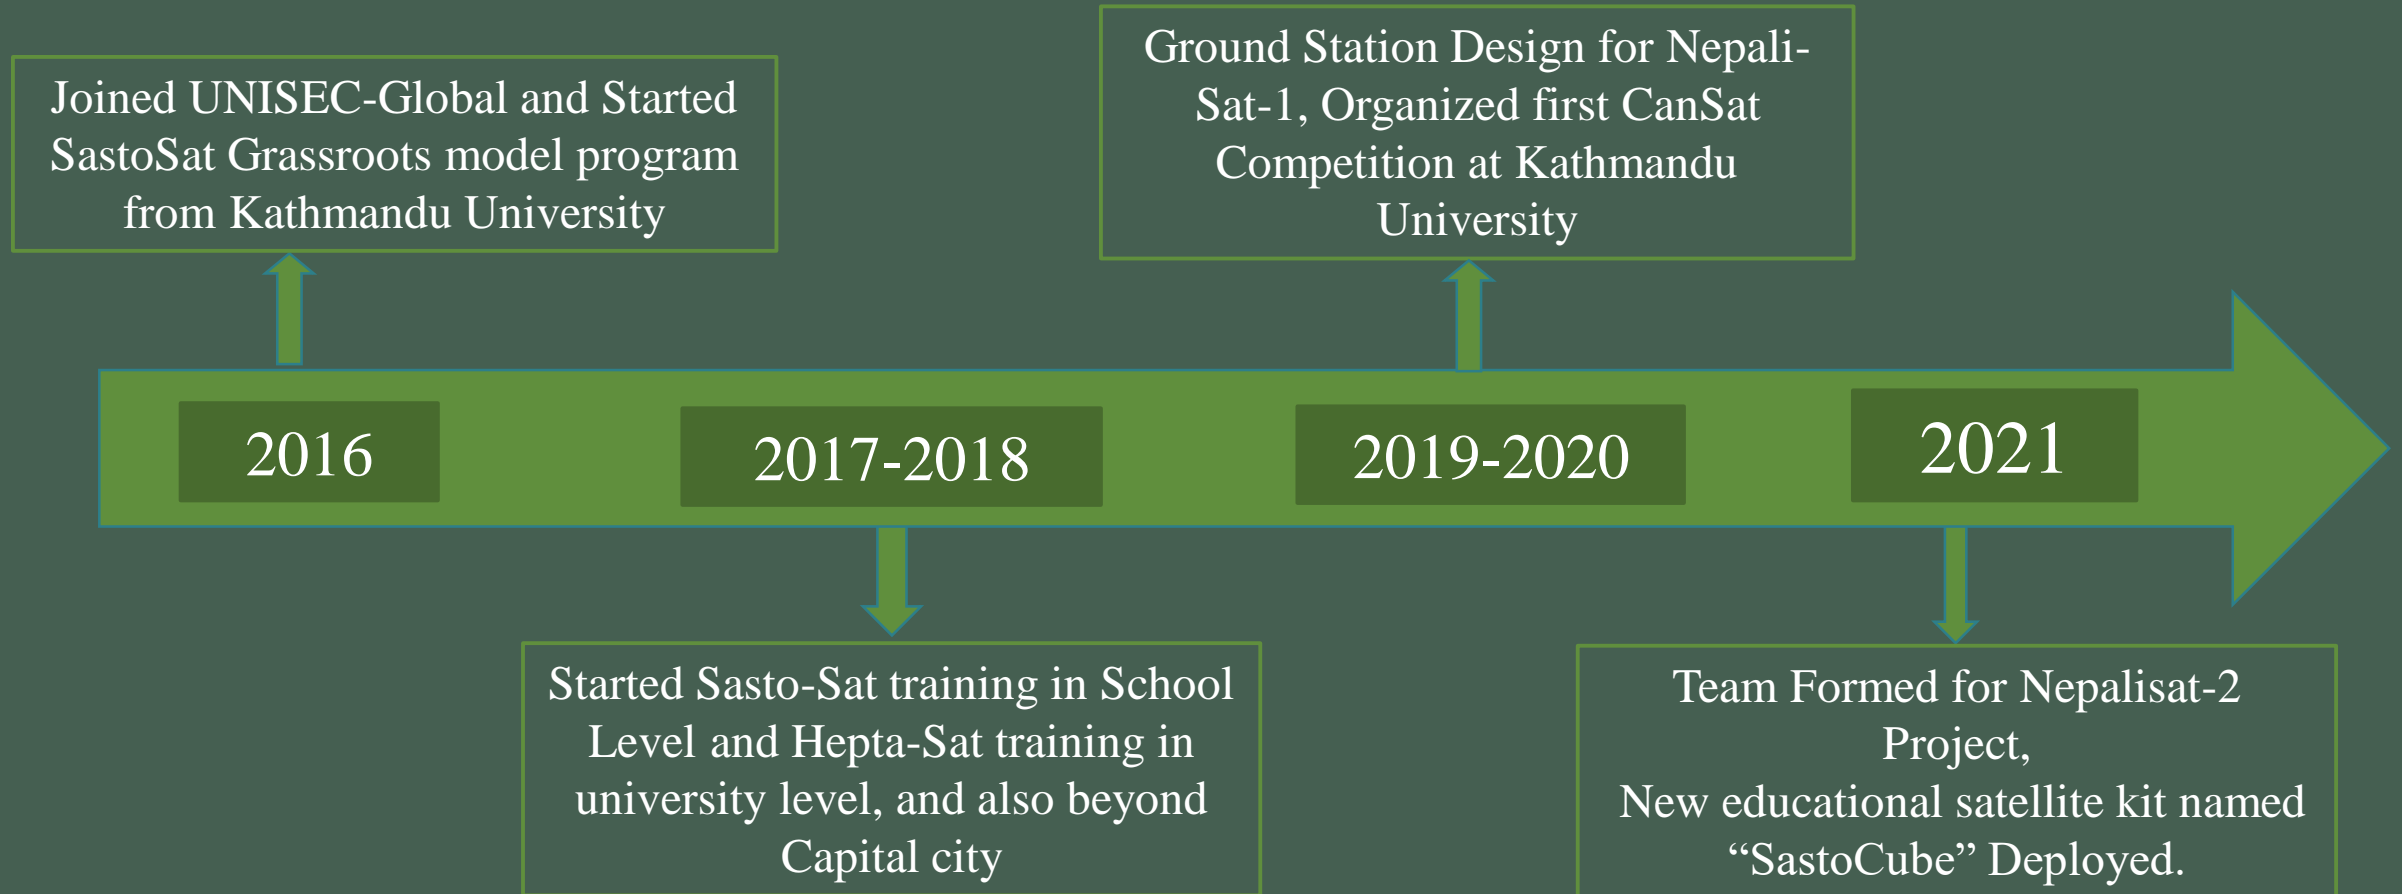 Joined UNISEC-Global and Started
SastoSat Grassroots model program
from Kathmandu University
Ground Station Design for Nepali-
Sat-1, Organized first CanSat
Competition at Kathmandu
University
2016
2017-2018
2019-2020
2021
Started Sasto-Sat training in School
Level and Hepta-Sat training in
university level, and also beyond
Capital city
Team Formed for Nepalisat-2
Project,
New educational satellite kit named
“SastoCube” Deployed.